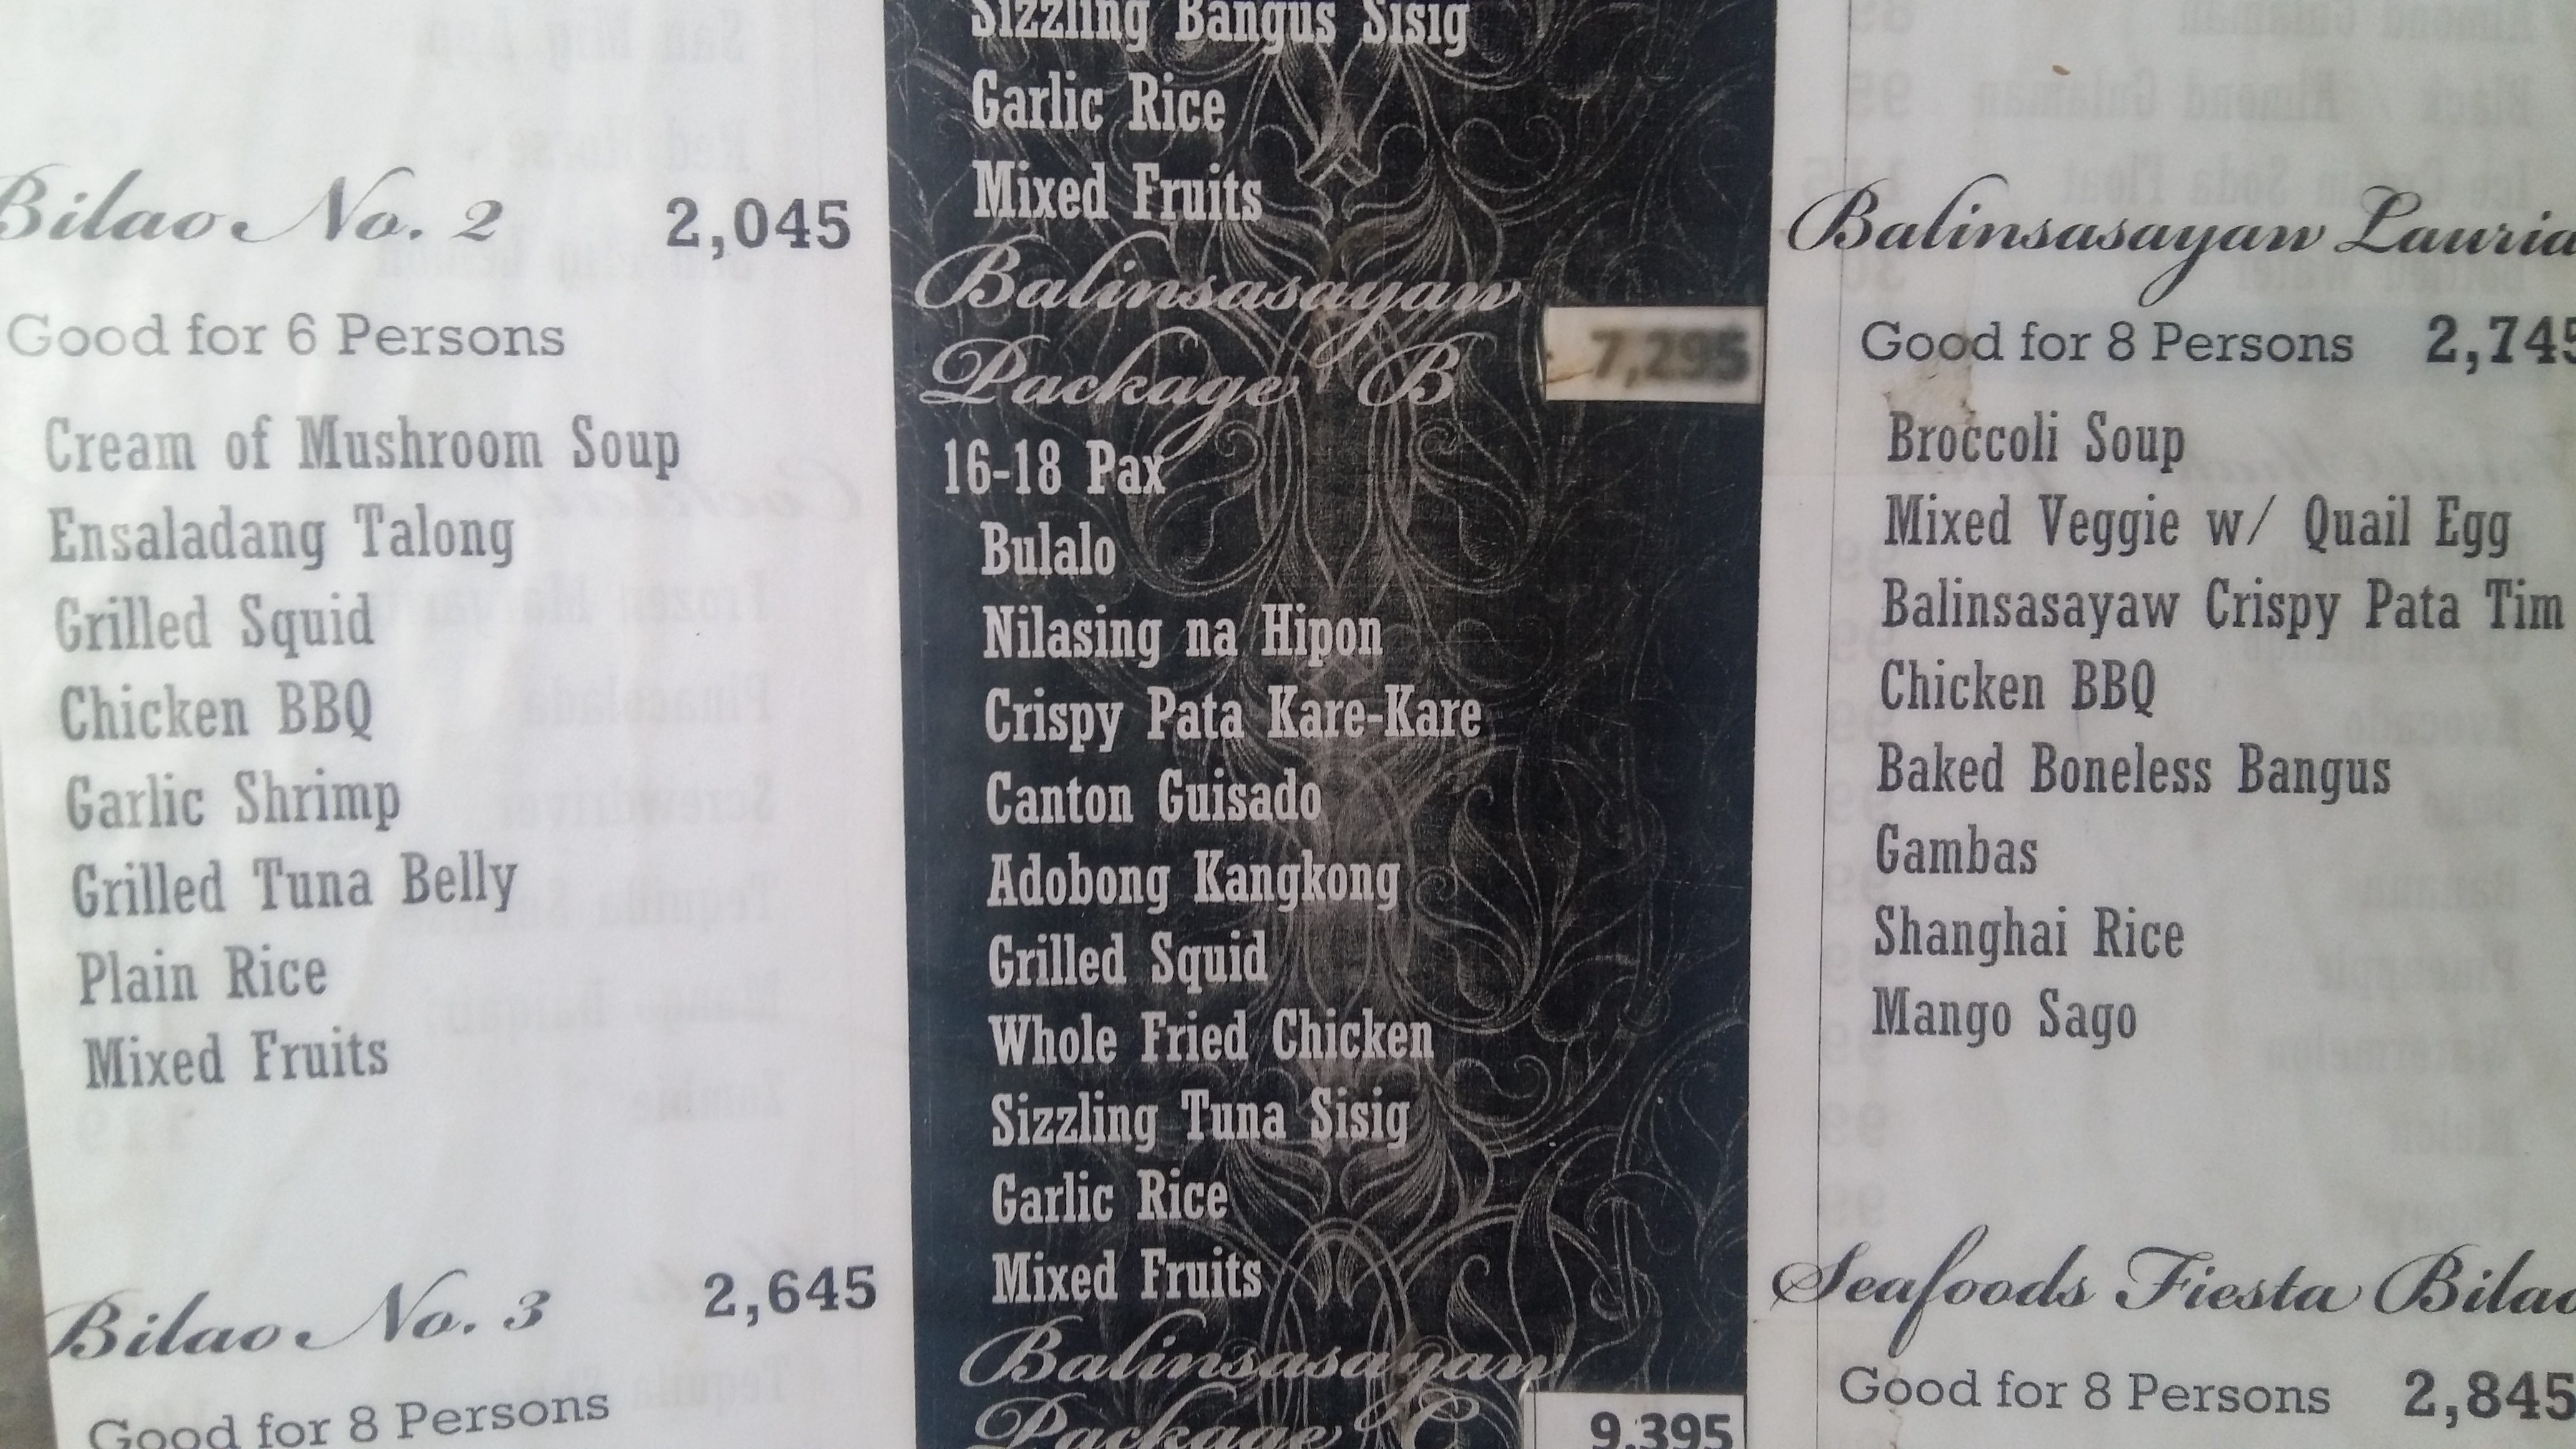 Bilao No. 2 2,045
Good for 6 Persons
Cream of Mushroom Soup
Ensaladang Talong
Grilled Squid
Chicken BBQ
Garlic Shrimp
Grilled Tuna Belly
Plain Rice
Mixed Fruits
Bilao No. 3 2,645
Good for 8 Persons
Sizzling Bangus Sisig
Garlic Rice
Mixed Fruits
Balinsasayaw
Package B 7,295
16-18 Pax
Bulalo
Nilasing na Hipon
Crispy Pata Kare-Kare
Canton Guisado
Adobong Kangkong
Grilled Squid
Whole Fried Chicken
Sizzling Tuna Sisig
Garlic Rice
Mixed Fruits
Balinsasayaw
Package C 9,395
Balinsasayaw Lauria
Good for 8 Persons 2,745
Broccoli Soup
Mixed Veggie w/ Quail Egg
Balinsasayaw Crispy Pata Tim
Chicken BBQ
Baked Boneless Bangus
Gambas
Shanghai Rice
Mango Sago
Seafoods Fiesta Bilao
Good for 8 Persons 2,845